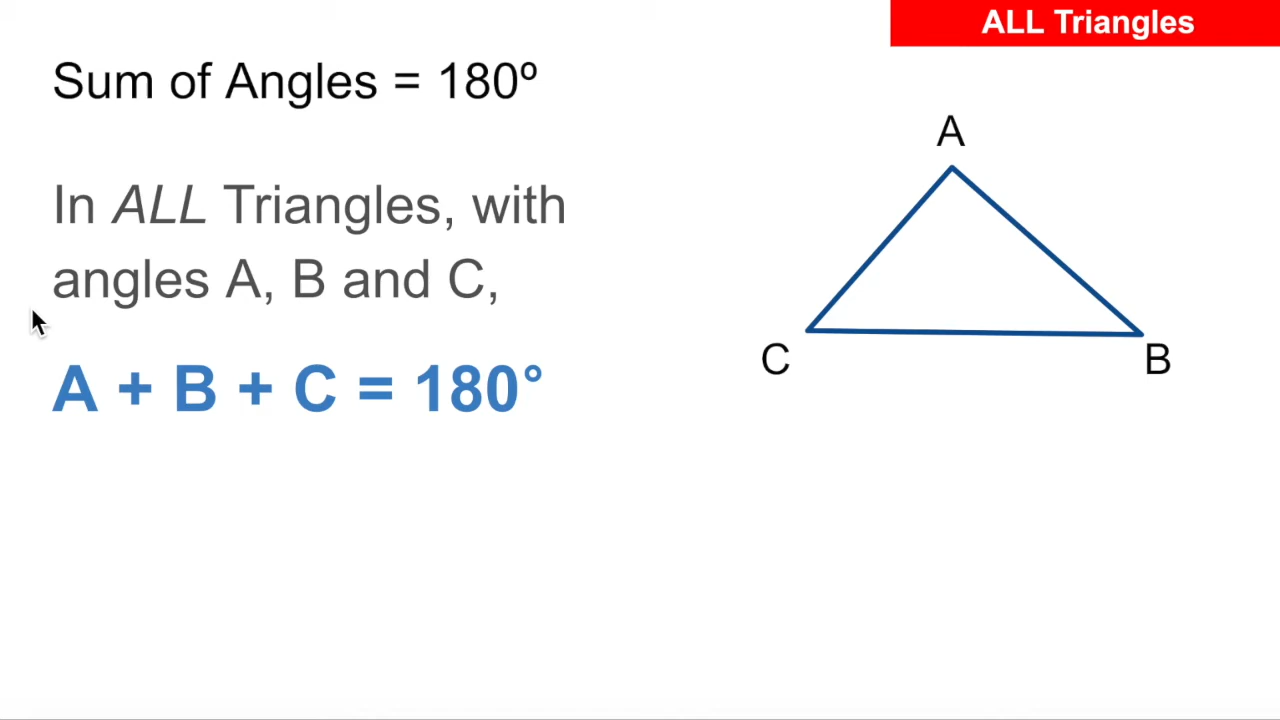 ALL Triangles
Sum of Angles = 180º
In ALL Triangles, with
angles A, B and C,
A + B + C = 180°
A
C
B